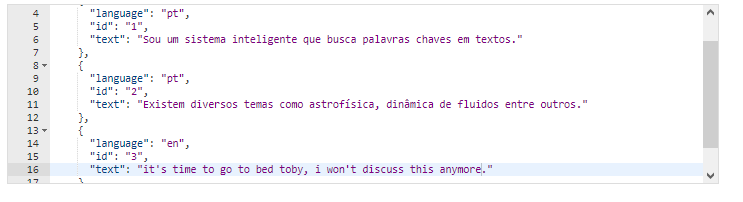 4 "language": "pt",
5 "id": "1",
6 "text": "Sou um sistema inteligente que busca palavras chaves em textos."
7 },
8 {
9 "language": "pt",
10 "id": "2",
11 "text": "Existem diversos temas como astrofísica, dinâmica de fluidos entre outros."
12 },
13 {
14 "language": "en",
15 "id": "3",
16 "text": "it's time to go to bed toby, i won't discuss this anymore."
17 }